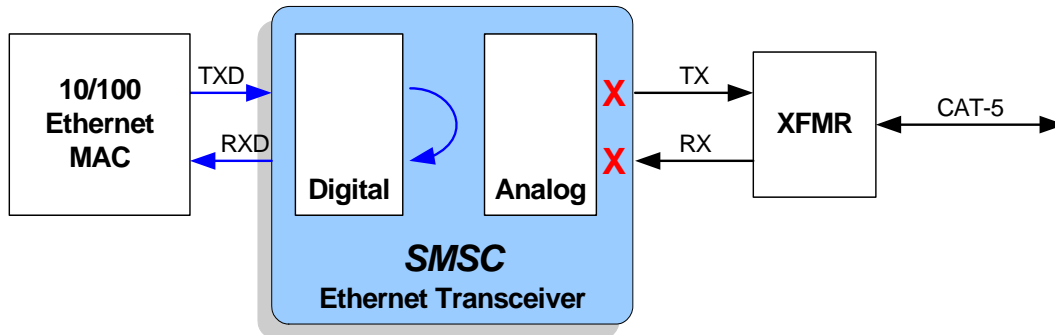 10/100
Ethernet
MAC
TXD
RXD
Digital
Analog
X
X
SMSC
Ethernet Transceiver
TX
RX
XFMR
CAT-5